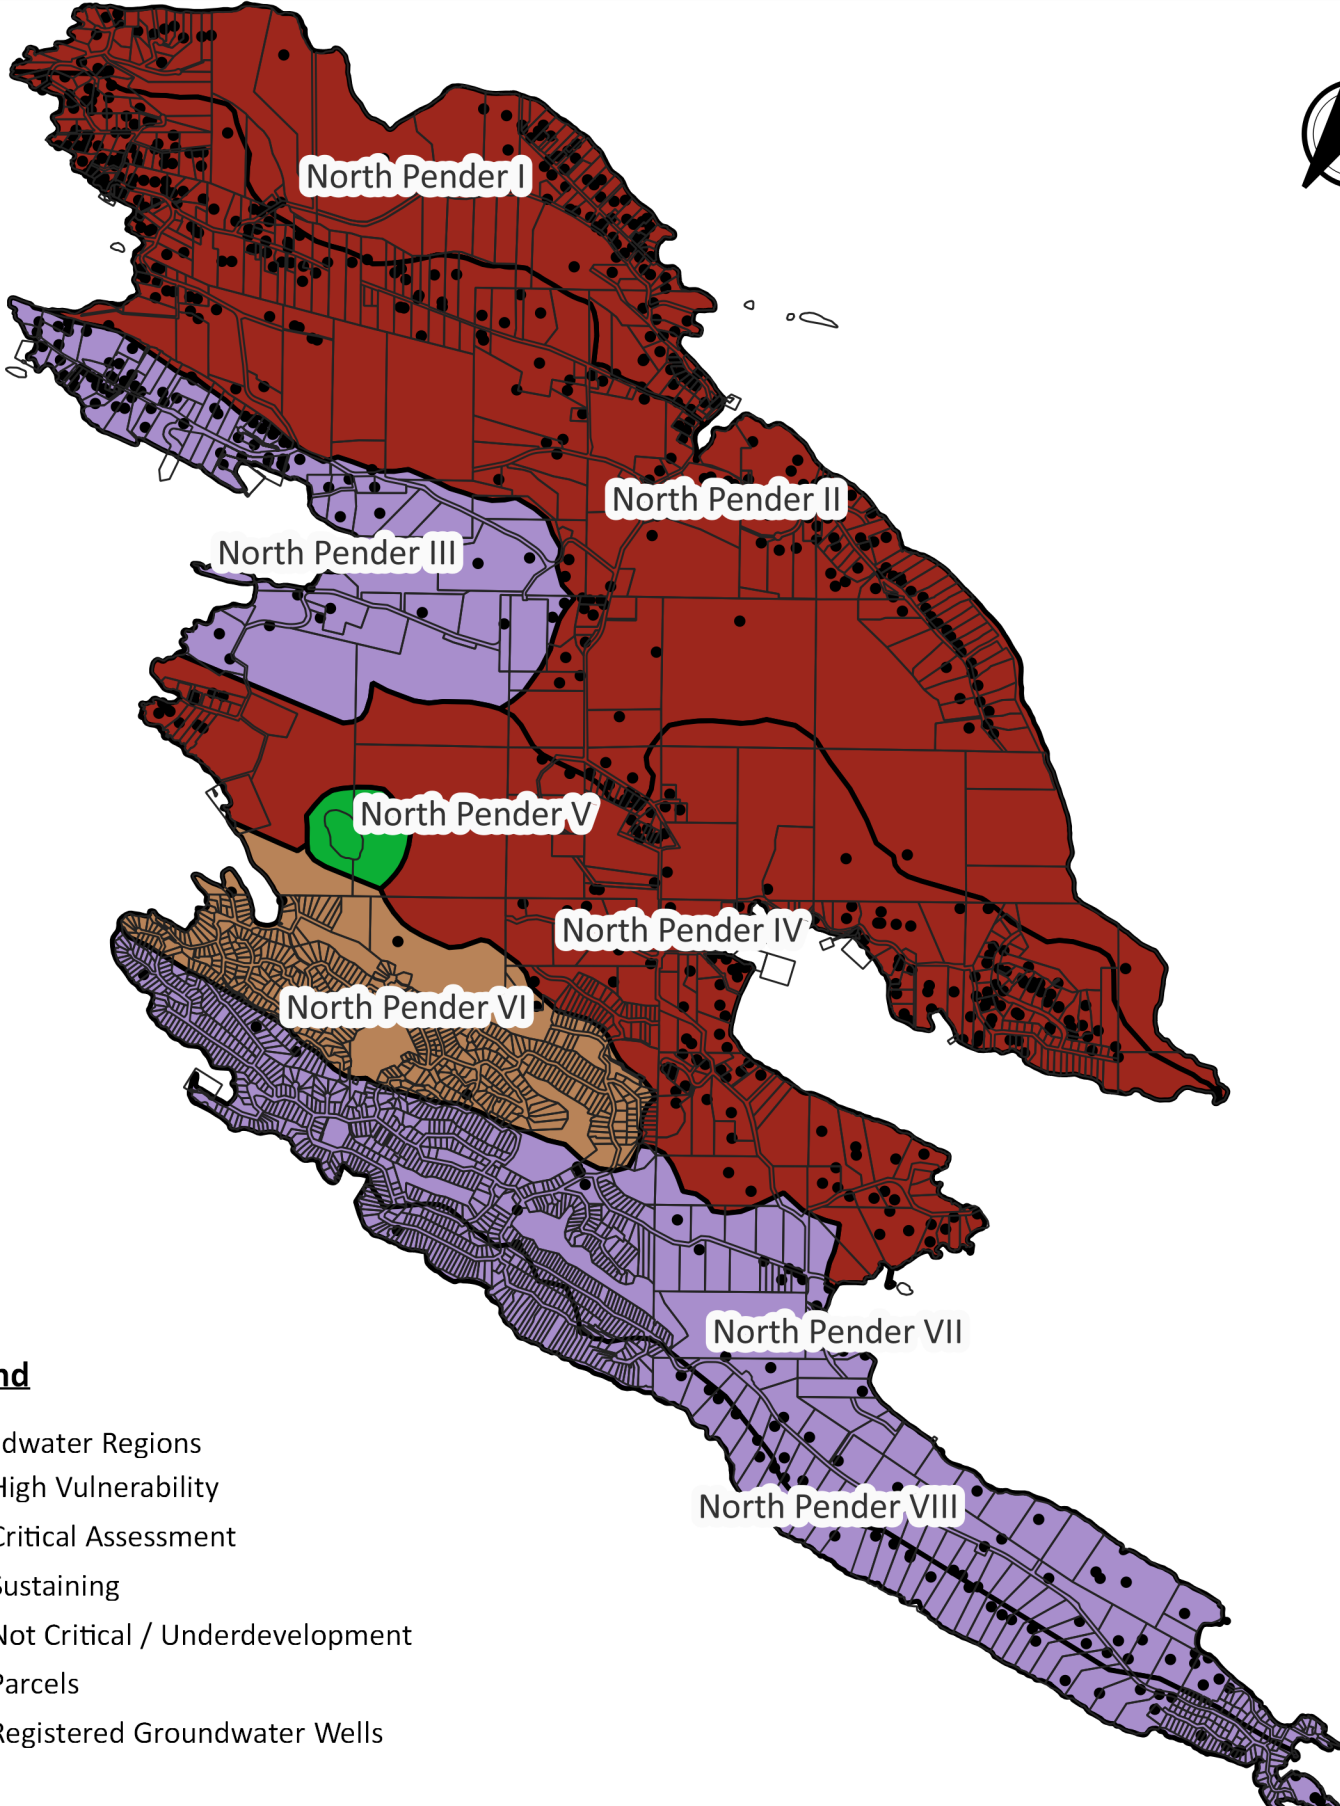 North Pender I
North Pender II
North Pender III
North Pender V
North Pender IV
North Pender VI
North Pender VII
North Pender VIII
nd
dwater Regions
High Vulnerability
Critical Assessment
Sustaining
Not Critical / Underdevelopment
Parcels
Registered Groundwater Wells